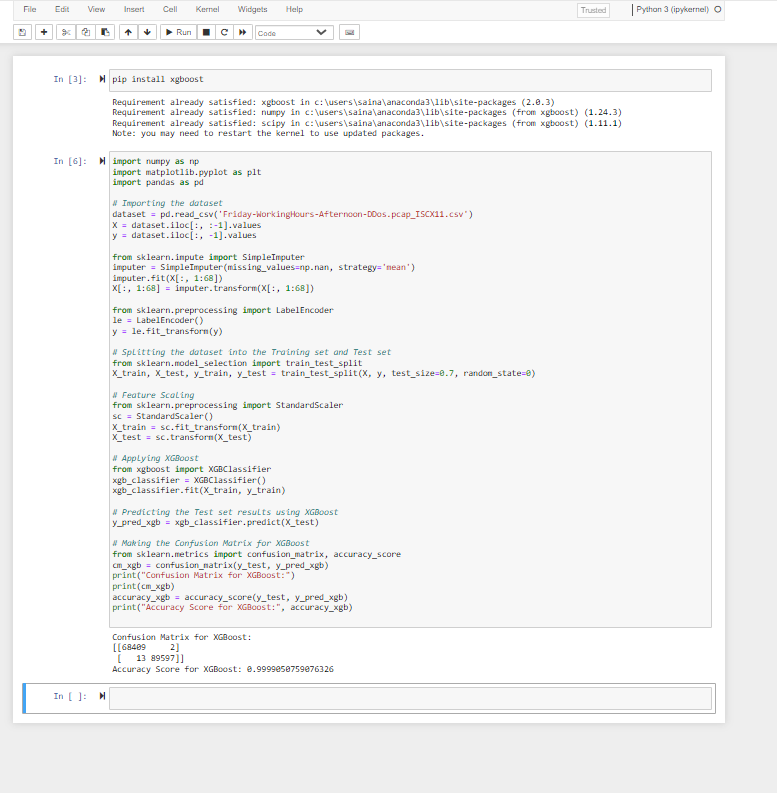 File Edit View Insert Cell Kernel Widgets Help Trusted Python 3 (ipykernel)
Run Code
In [3]: pip install xgboost
Requirement already satisfied: xgboost in c:\users\saina\anaconda3\lib\site-packages (2.0.3)
Requirement already satisfied: numpy in c:\users\saina\anaconda3\lib\site-packages (from xgboost) (1.24.3)
Requirement already satisfied: scipy in c:\users\saina\anaconda3\lib\site-packages (from xgboost) (1.11.1)
Note: you may need to restart the kernel to use updated packages.
In [6]: import numpy as np
import matplotlib.pyplot as plt
import pandas as pd
# Importing the dataset
dataset = pd.read_csv('Friday-WorkingHours-Afternoon-DDos.pcap_ISCX11.csv')
X = dataset.iloc[:, :-1].values
y = dataset.iloc[:, -1].values
from sklearn.impute import SimpleImputer
imputer = SimpleImputer(missing_values=np.nan, strategy='mean')
imputer.fit(X[:, 1:68])
X[:, 1:68] = imputer.transform(X[:, 1:68])
from sklearn.preprocessing import LabelEncoder
le = LabelEncoder()
y = le.fit_transform(y)
# Splitting the dataset into the Training set and Test set
from sklearn.model_selection import train_test_split
X_train, X_test, y_train, y_test = train_test_split(X, y, test_size=0.7, random_state=0)
# Feature Scaling
from sklearn.preprocessing import StandardScaler
sc = StandardScaler()
X_train = sc.fit_transform(X_train)
X_test = sc.transform(X_test)
# Applying XGBoost
from xgboost import XGBClassifier
xgb_classifier = XGBClassifier()
xgb_classifier.fit(X_train, y_train)
# Predicting the Test set results using XGBoost
y_pred_xgb = xgb_classifier.predict(X_test)
# Making the Confusion Matrix for XGBoost
from sklearn.metrics import confusion_matrix, accuracy_score
cm_xgb = confusion_matrix(y_test, y_pred_xgb)
print("Confusion Matrix for XGBoost:")
print(cm_xgb)
accuracy_xgb = accuracy_score(y_test, y_pred_xgb)
print("Accuracy Score for XGBoost:", accuracy_xgb)
Confusion Matrix for XGBoost:
[[68409     2]
 [   13 89597]]
Accuracy Score for XGBoost: 0.9999050759076326
In [ ]: